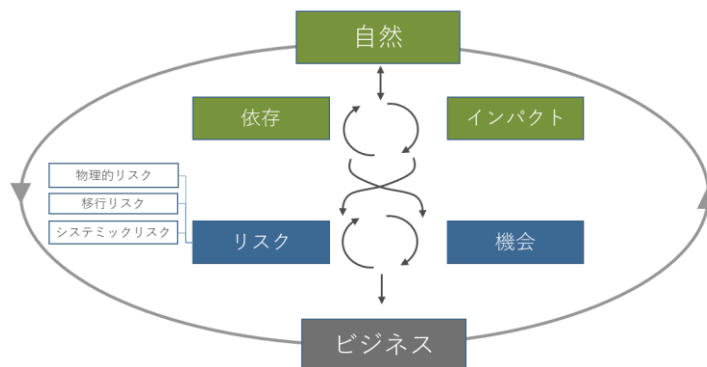 自然
依存
インパクト
物理的リスク
移行リスク
システミックリスク
リスク
機会
ビジネス